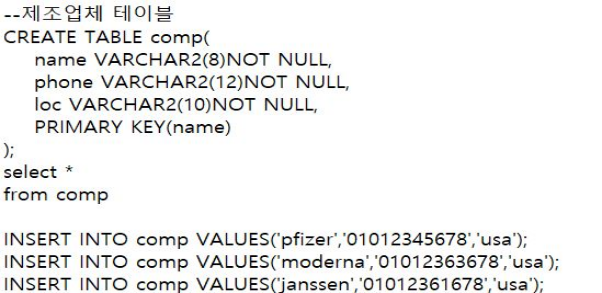 --제조업체 테이블
CREATE TABLE comp(
name VARCHAR2(8)NOT NULL,
phone VARCHAR2(12)NOT NULL,
loc VARCHAR2(10)NOT NULL,
PRIMARY KEY(name)
);
select *
from comp
INSERT INTO comp VALUES('pfizer','01012345678','usa');
INSERT INTO comp VALUES('moderna','01012363678','usa');
INSERT INTO comp VALUES('janssen','01012361678','usa');